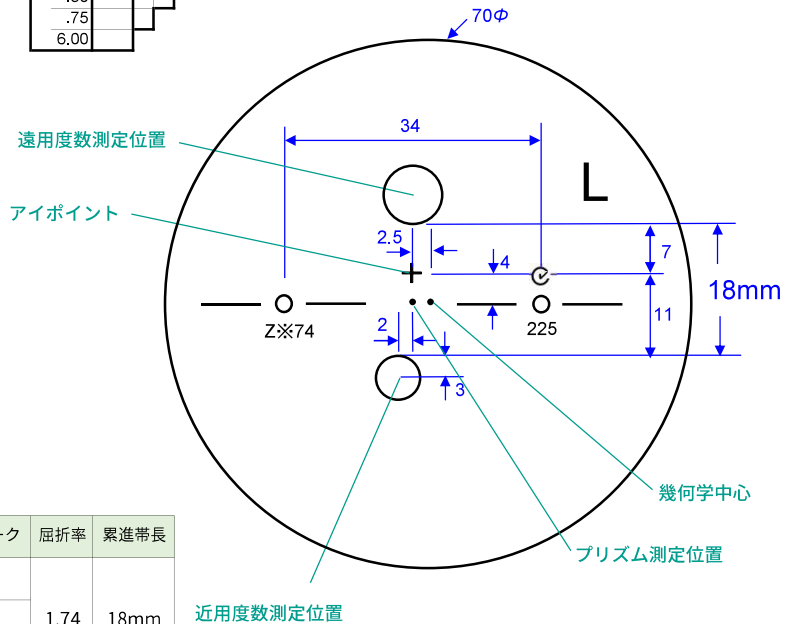 .75
6.00
70Φ
34
遠用度数測定位置
L
アイポイント
2.5
4
7
18mm
Z※74
225
11
2
3
幾何学中心
プリズム測定位置
近用度数測定位置
ーク 屈折率 累進帯長
1.74 18mm